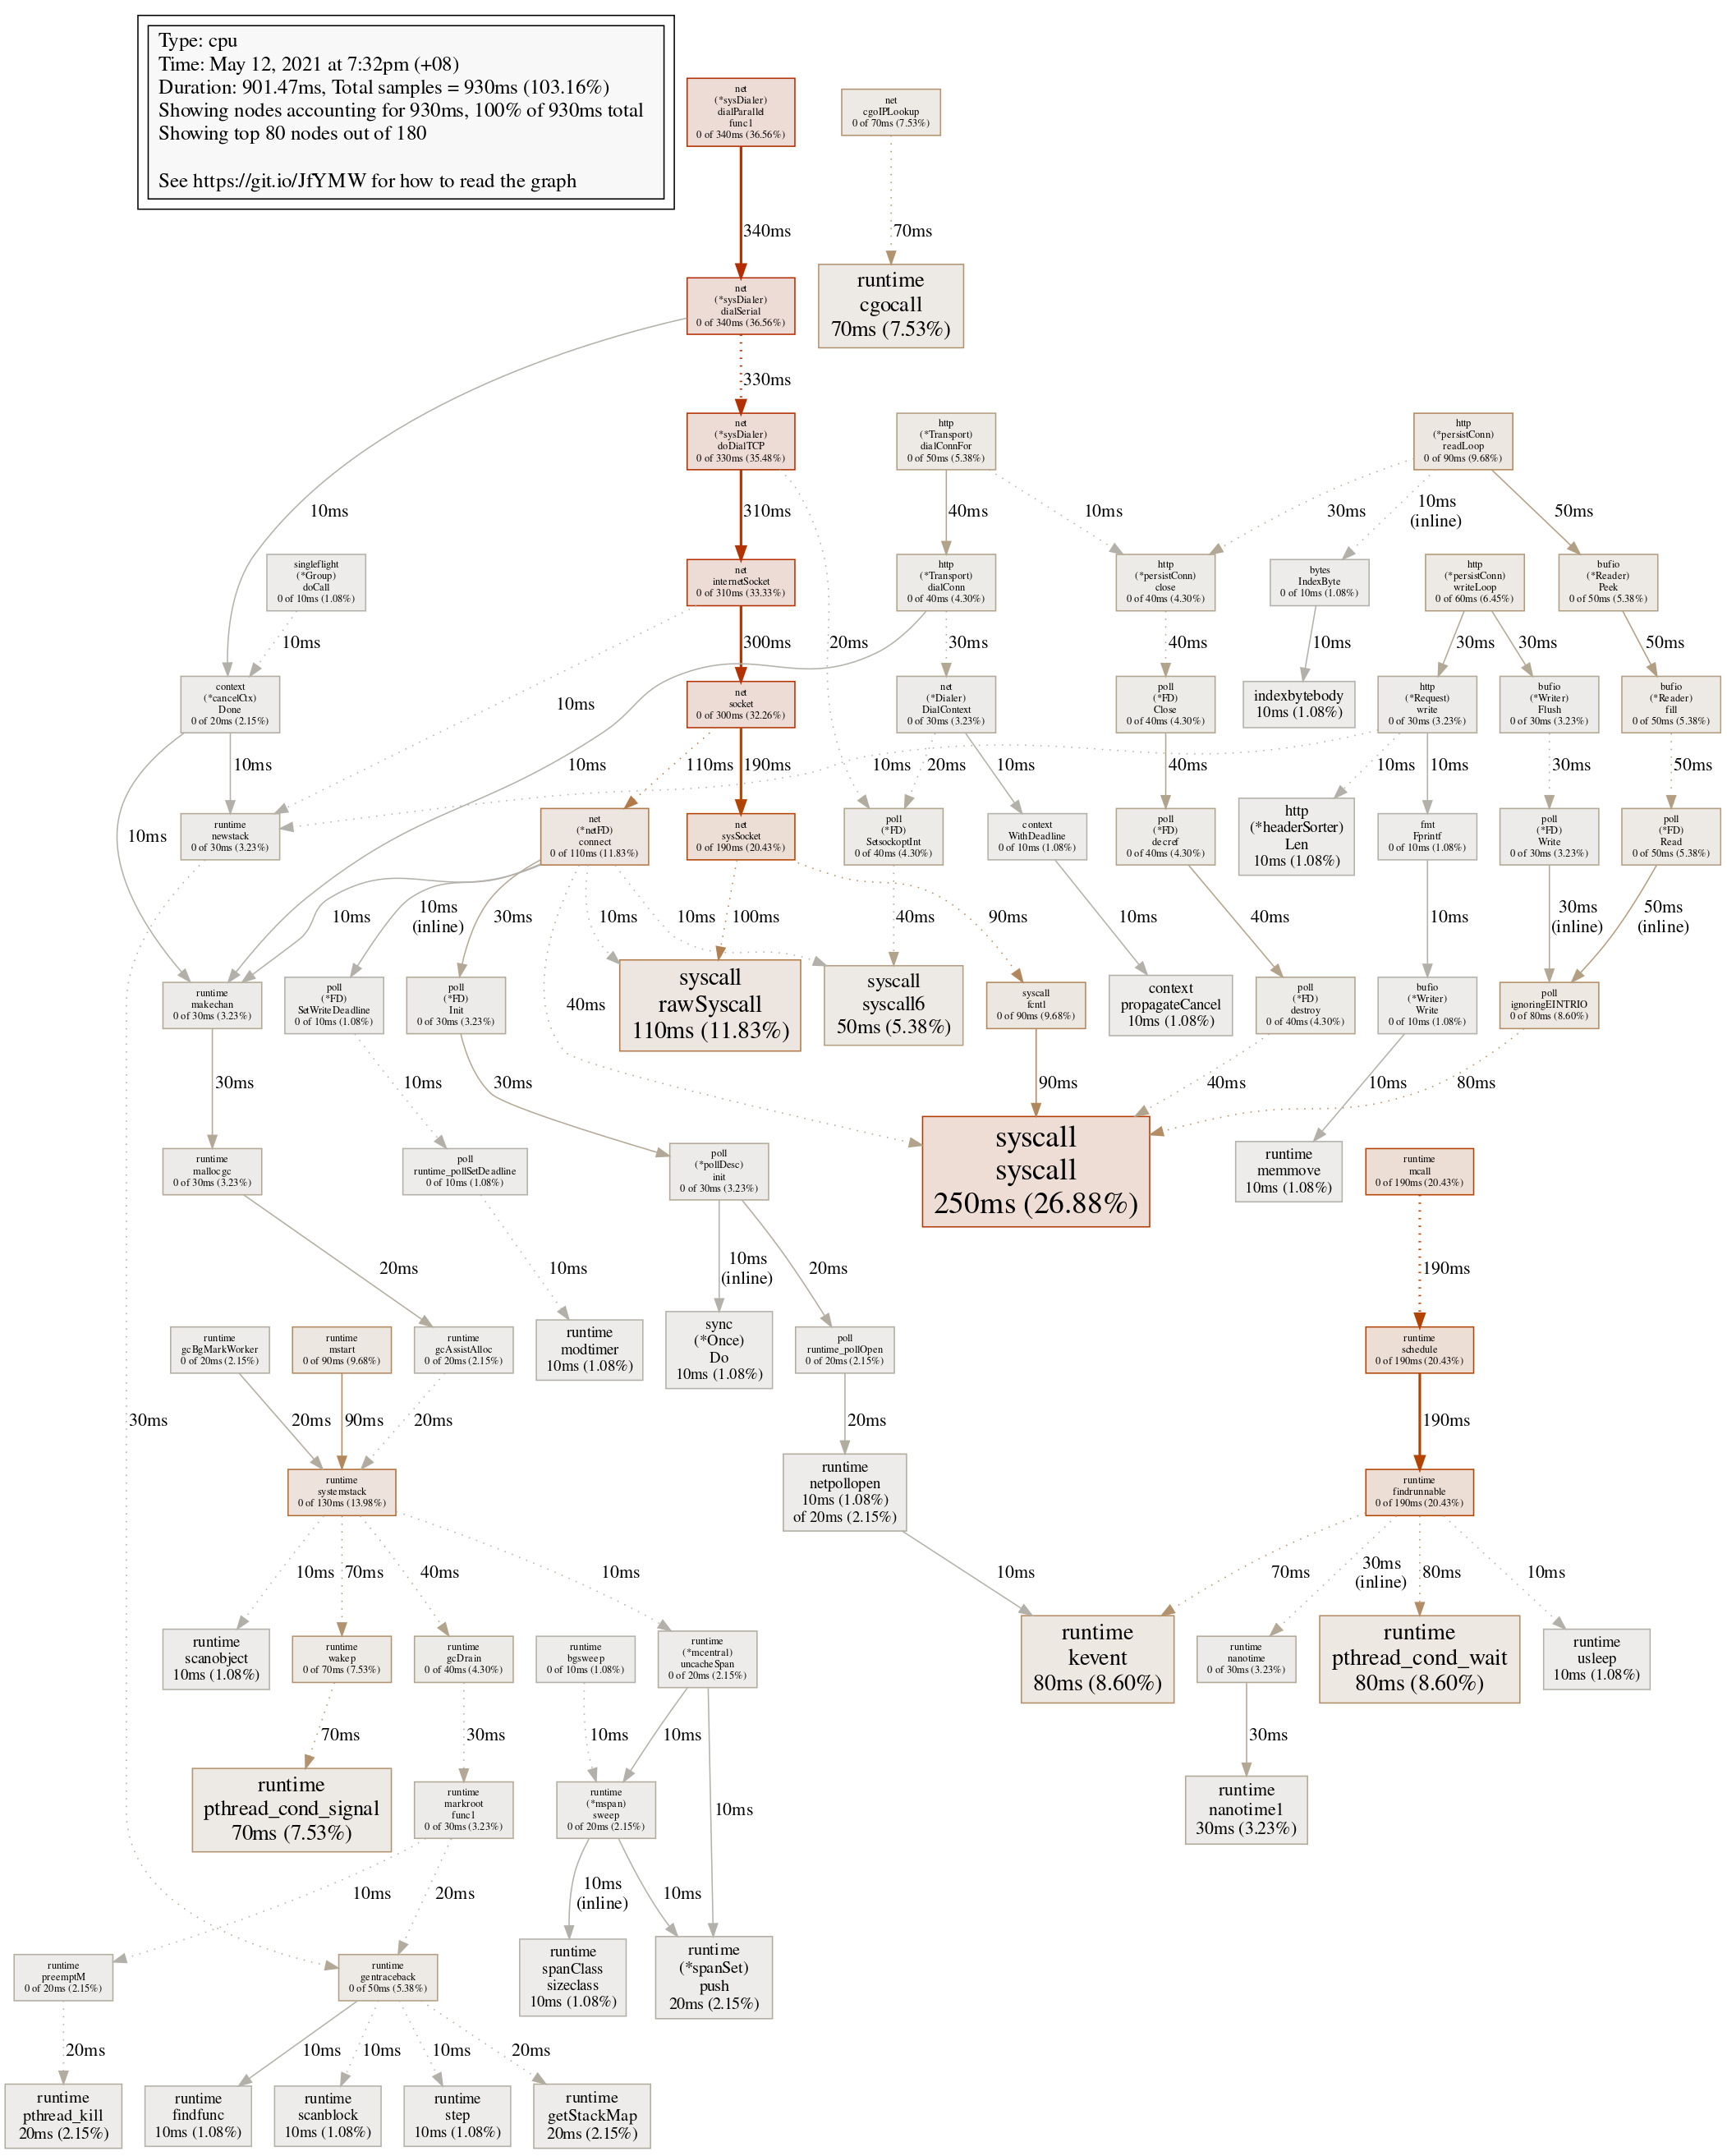 Type: cpu
Time: May 12, 2021 at 7:32pm (+08)
Duration: 901.47ms, Total samples = 930ms (103.16%)
Showing nodes accounting for 930ms, 100% of 930ms total
Showing top 80 nodes out of 180
See https://git.io/JfYMW for how to read the graph
net
(*sysDialer)
dialParallel
func1
0 of 340ms (36.56%)
net
cgoIPLookup
0 of 70ms (7.53%)
340ms
70ms
net
(*sysDialer)
dialSerial
0 of 340ms (36.56%)
runtime
cgocall
70ms (7.53%)
330ms
net
(*sysDialer)
doDialTCP
0 of 330ms (35.48%)
http
(*Transport)
dialConnFor
0 of 50ms (5.38%)
http
(*persistConn)
readLoop
0 of 90ms (9.68%)
10ms
310ms
40ms
10ms
30ms
10ms
(inline)
50ms
singleflight
(*Group)
doCall
0 of 10ms (1.08%)
net
internetSocket
0 of 310ms (33.33%)
http
(*Transport)
dialConn
0 of 40ms (4.30%)
http
(*persistConn)
close
0 of 40ms (4.30%)
bytes
IndexByte
0 of 10ms (1.08%)
http
(*persistConn)
writeLoop
0 of 60ms (6.45%)
bufio
(*Reader)
Peek
0 of 50ms (5.38%)
10ms
300ms
20ms
30ms
40ms
10ms
30ms
30ms
50ms
context
(*cancelCtx)
Done
0 of 20ms (2.15%)
10ms
net
socket
0 of 300ms (32.26%)
net
(*Dialer)
DialContext
0 of 30ms (3.23%)
poll
(*FD)
Close
0 of 40ms (4.30%)
indexbytebody
10ms (1.08%)
http
(*Request)
write
0 of 30ms (3.23%)
bufio
(*Writer)
Flush
0 of 30ms (3.23%)
bufio
(*Reader)
fill
0 of 50ms (5.38%)
10ms
10ms
110ms
190ms
10ms
20ms
10ms
40ms
10ms
10ms
30ms
50ms
10ms
runtime
newstack
0 of 30ms (3.23%)
net
(*netFD)
connect
0 of 110ms (11.83%)
net
sysSocket
0 of 190ms (20.43%)
poll
(*FD)
SetsockoptInt
0 of 40ms (4.30%)
context
WithDeadline
0 of 10ms (1.08%)
poll
(*FD)
decref
0 of 40ms (4.30%)
http
(*headerSorter)
Len
10ms (1.08%)
fmt
Fprintf
0 of 10ms (1.08%)
poll
(*FD)
Write
0 of 30ms (3.23%)
poll
(*FD)
Read
0 of 50ms (5.38%)
10ms
10ms
(inline)
30ms
10ms
10ms
100ms
40ms
90ms
10ms
40ms
10ms
30ms
(inline)
50ms
(inline)
runtime
makechan
0 of 30ms (3.23%)
poll
(*FD)
SetWriteDeadline
0 of 10ms (1.08%)
poll
(*FD)
Init
0 of 30ms (3.23%)
40ms
syscall
rawSyscall
110ms (11.83%)
syscall
syscall6
50ms (5.38%)
syscall
fcntl
0 of 90ms (9.68%)
context
propagateCancel
10ms (1.08%)
poll
(*FD)
destroy
0 of 40ms (4.30%)
bufio
(*Writer)
Write
0 of 10ms (1.08%)
poll
ignoringEINTRIO
0 of 80ms (8.60%)
30ms
10ms
30ms
90ms
40ms
10ms
80ms
runtime
mallocgc
0 of 30ms (3.23%)
poll
runtime_pollSetDeadline
0 of 10ms (1.08%)
poll
(*pollDesc)
init
0 of 30ms (3.23%)
syscall
syscall
250ms (26.88%)
runtime
memmove
10ms (1.08%)
runtime
mcall
0 of 190ms (20.43%)
20ms
10ms
10ms
(inline)
20ms
190ms
runtime
gcBgMarkWorker
0 of 20ms (2.15%)
runtime
mstart
0 of 90ms (9.68%)
runtime
gcAssistAlloc
0 of 20ms (2.15%)
runtime
modtimer
10ms (1.08%)
sync
(*Once)
Do
10ms (1.08%)
poll
runtime_pollOpen
0 of 20ms (2.15%)
runtime
schedule
0 of 190ms (20.43%)
30ms
20ms
90ms
20ms
20ms
190ms
runtime
systemstack
0 of 130ms (13.98%)
runtime
netpollopen
10ms (1.08%)
of 20ms (2.15%)
runtime
findrunnable
0 of 190ms (20.43%)
10ms
70ms
40ms
10ms
10ms
70ms
30ms
(inline)
80ms
10ms
runtime
scanobject
10ms (1.08%)
runtime
wakep
0 of 70ms (7.53%)
runtime
gcDrain
0 of 40ms (4.30%)
runtime
bgsweep
0 of 10ms (1.08%)
runtime
(*mcentral)
uncacheSpan
0 of 20ms (2.15%)
runtime
kevent
80ms (8.60%)
runtime
nanotime
0 of 30ms (3.23%)
runtime
pthread_cond_wait
80ms (8.60%)
runtime
usleep
10ms (1.08%)
70ms
30ms
10ms
10ms
30ms
runtime
pthread_cond_signal
70ms (7.53%)
runtime
markroot
func1
0 of 30ms (3.23%)
runtime
(*mspan)
sweep
0 of 20ms (2.15%)
10ms
runtime
nanotime1
30ms (3.23%)
10ms
20ms
10ms
(inline)
10ms
runtime
preemptM
0 of 20ms (2.15%)
runtime
gentraceback
0 of 50ms (5.38%)
runtime
spanClass
sizeclass
10ms (1.08%)
runtime
(*spanSet)
push
20ms (2.15%)
20ms
10ms
10ms
10ms
20ms
runtime
pthread_kill
20ms (2.15%)
runtime
findfunc
10ms (1.08%)
runtime
scanblock
10ms (1.08%)
runtime
step
10ms (1.08%)
runtime
getStackMap
20ms (2.15%)